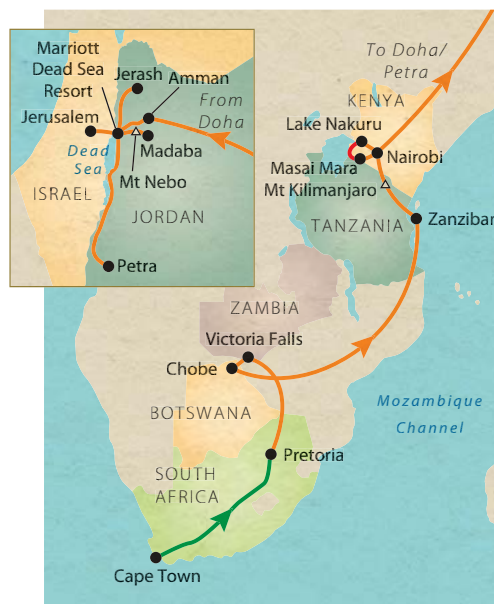 Marriott
Dead Sea
Resort
Jerash
Amman
From
Doha
Jerusalem
Dead
Sea
Madaba
Mt Nebo
ISRAEL
JORDAN
Petra
To Doha/
Petra
KENYA
Lake Nakuru
Nairobi
Masai Mara
Mt Kilimanjaro
Zanzibar
TANZANIA
ZAMBIA
Victoria Falls
Chobe
BOTSWANA
Mozambique
Channel
Pretoria
SOUTH
AFRICA
Cape Town